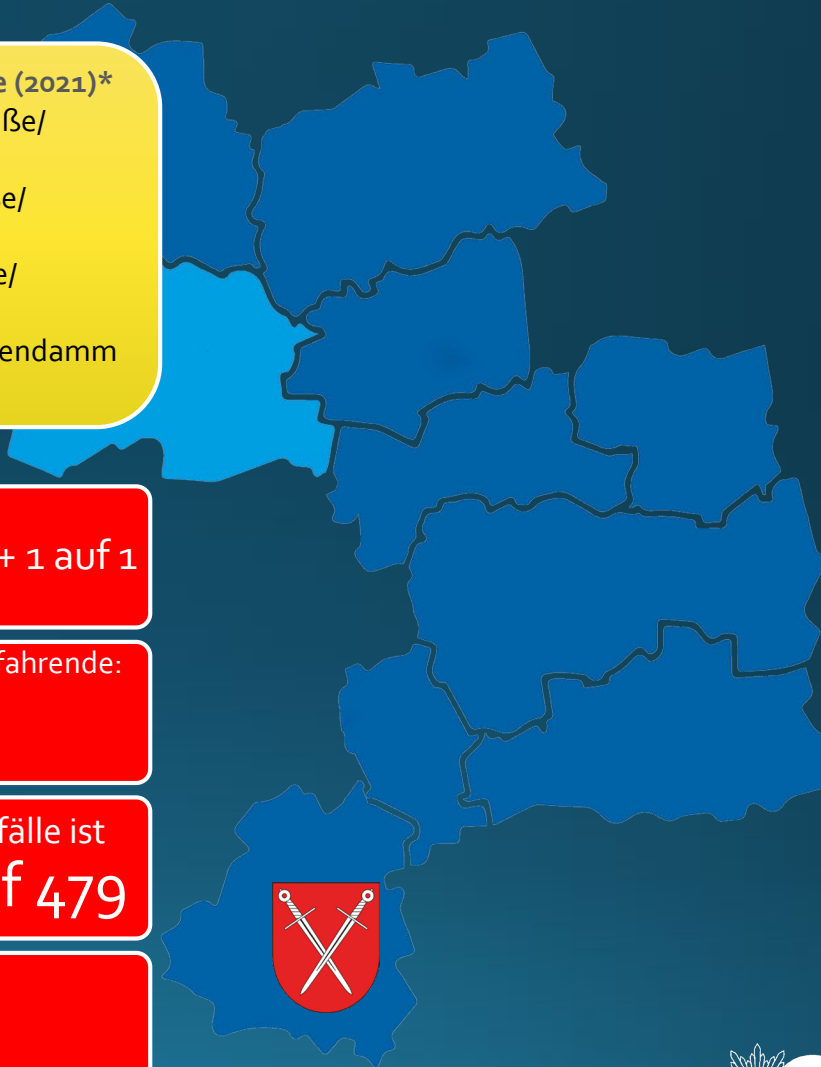 e (2021)*
ße/
e/
e/
endamm
+ 1 auf 1
fahrende:
fälle ist
f 479